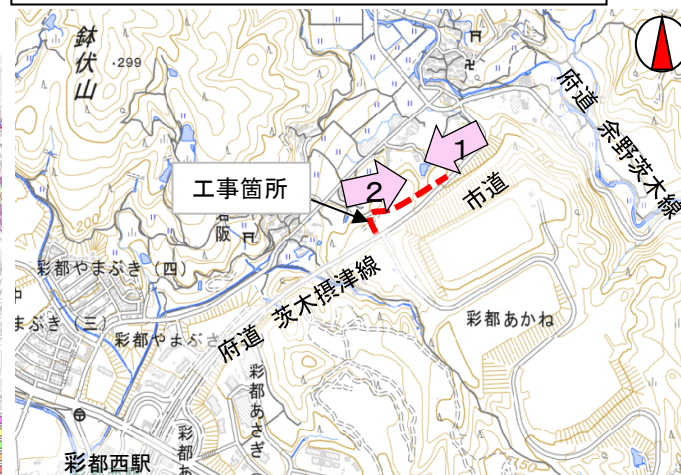 鉢伏山
・299
府道 余野茨木線
1
2
工事箇所
市道
200
岩阪
彩都やまぶき（四）
府道 茨木摂津線
彩都あかね
まぶき（三）
彩都やまぶき
彩都あさぎ
彩都西駅
彩都あ